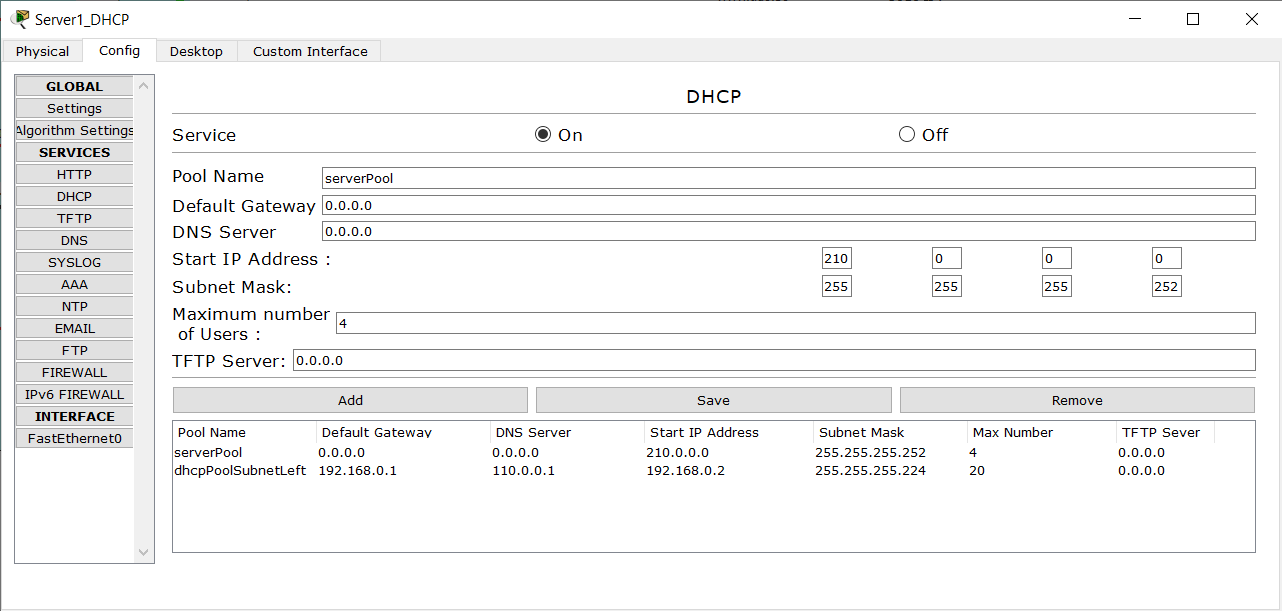 Server1_DHCP
Physical Config Desktop Custom Interface
GLOBAL
Settings
Algorithm Settings
SERVICES
HTTP
DHCP
TFTP
DNS
SYSLOG
AAA
NTP
EMAIL
FTP
FIREWALL
IPv6 FIREWALL
INTERFACE
FastEthernet0
DHCP
Service On Off
Pool Name serverPool
Default Gateway 0.0.0.0
DNS Server 0.0.0.0
Start IP Address : 210 0 0 0
Subnet Mask: 255 255 255 252
Maximum number
of Users : 4
TFTP Server: 0.0.0.0
Add Save Remove
Pool Name Default Gateway DNS Server Start IP Address Subnet Mask Max Number TFTP Sever
serverPool 0.0.0.0 0.0.0.0 210.0.0.0 255.255.255.252 4 0.0.0.0
dhcpPoolSubnetLeft 192.168.0.1 110.0.0.1 192.168.0.2 255.255.255.224 20 0.0.0.0